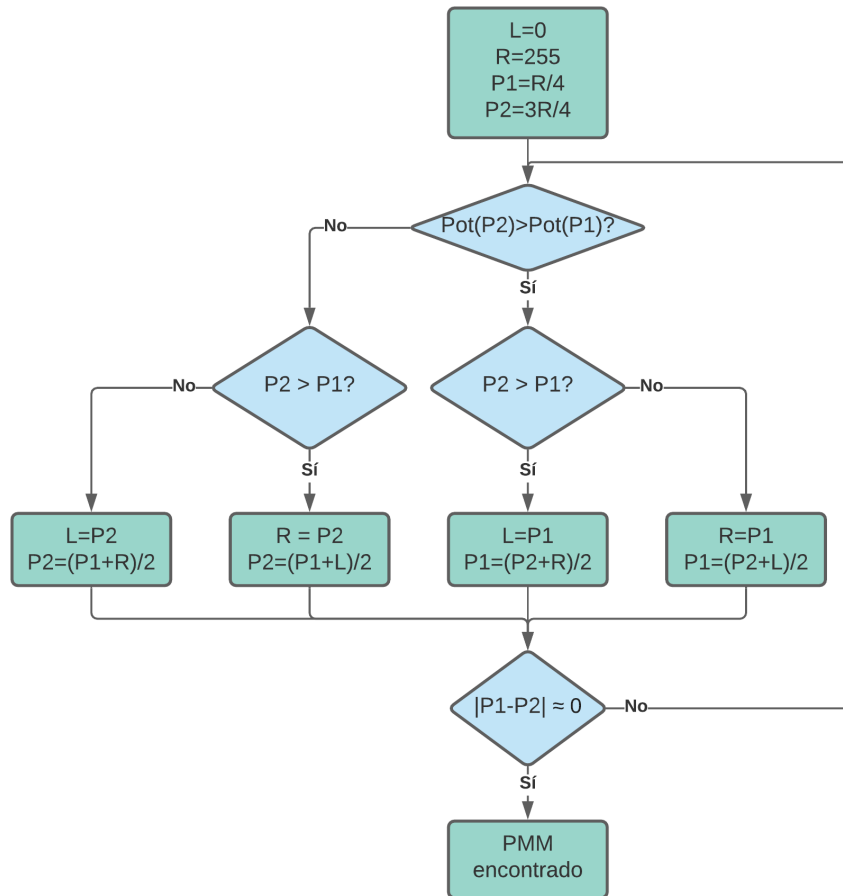 L=0
R=255
P1=R/4
P2=3R/4
Pot(P2)>Pot(P1)?
No
Sí
P2 > P1?
P2 > P1?
No
Sí
Sí
No
L=P2
P2=(P1+R)/2
R = P2
P2=(P1+L)/2
L=P1
P1=(P2+R)/2
R=P1
P1=(P2+L)/2
|P1-P2| ≈ 0
No
Sí
PMM
encontrado